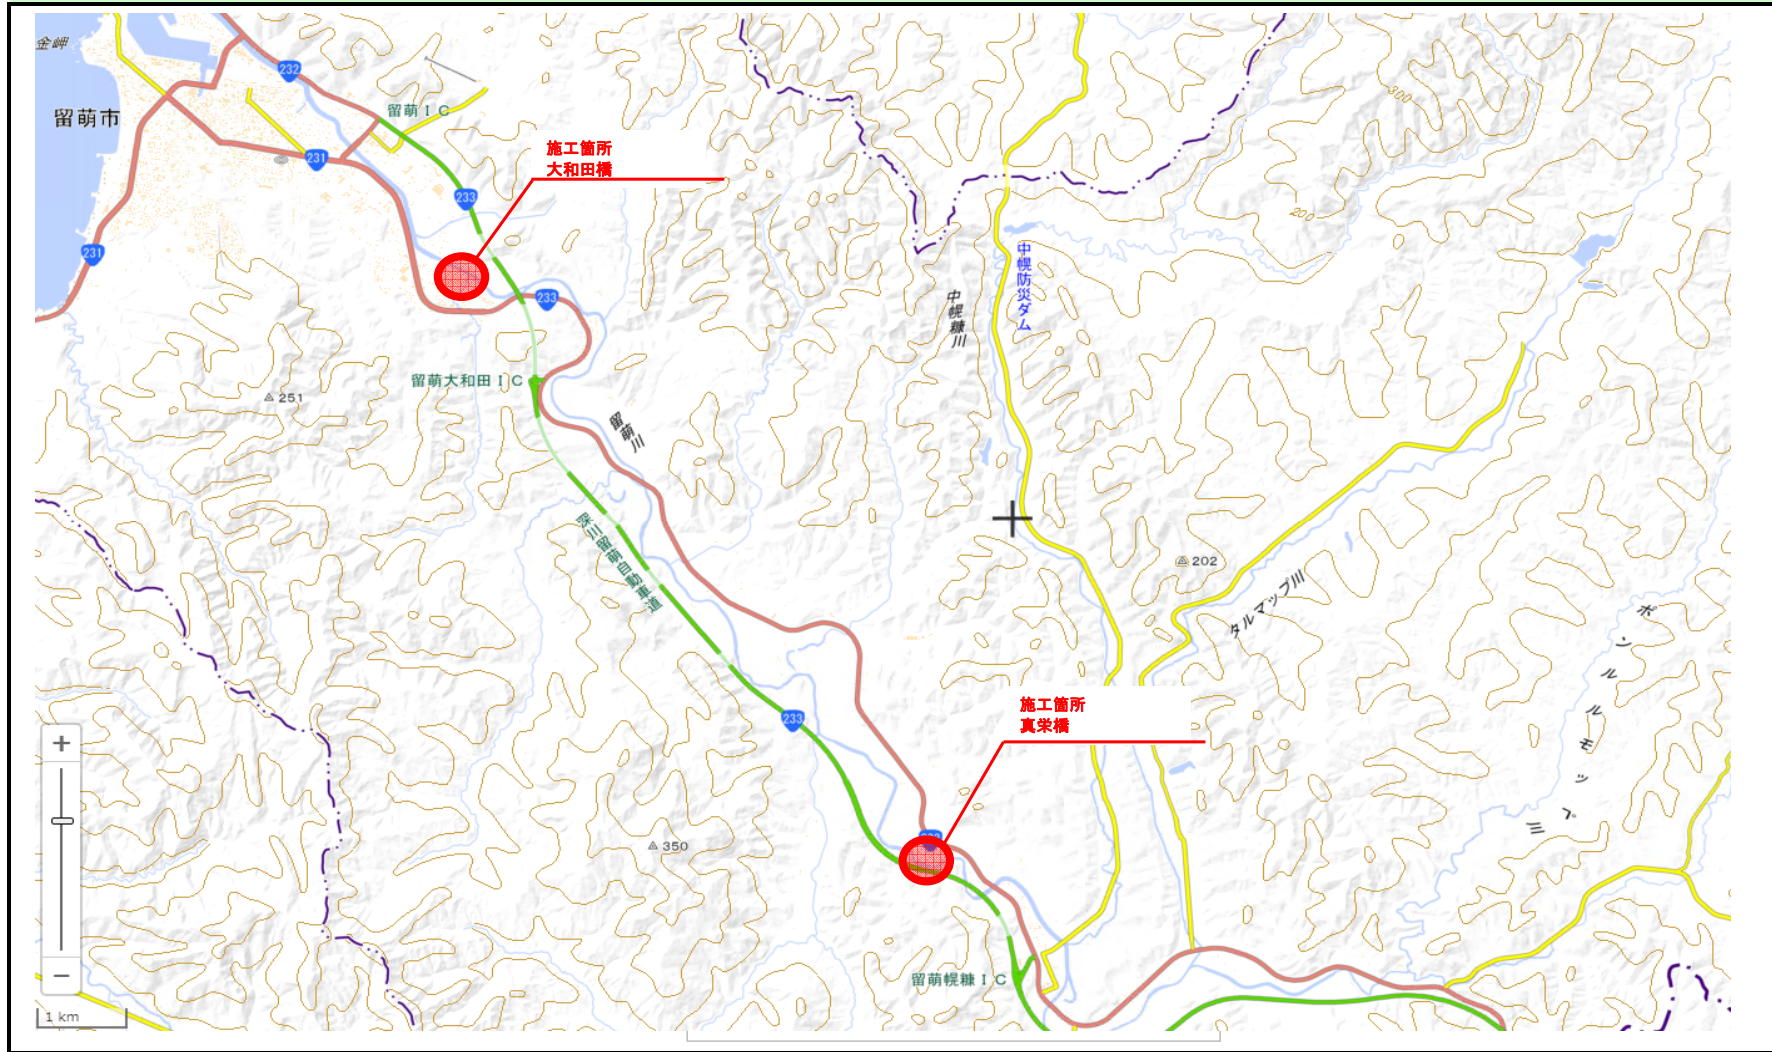 金岬
232
留萌ＩＣ
留萌市
施工箇所
大和田橋
231
233
231
300
200
中幌防災ダム
中幌糠川
233
留萌大和田ＩＣ
251
留萌川
深川留萌自動車道
202
タルマップ川
ポンルルモッペ川
施工箇所
真栄橋
233
350
留萌幌糠ＩＣ
1 km